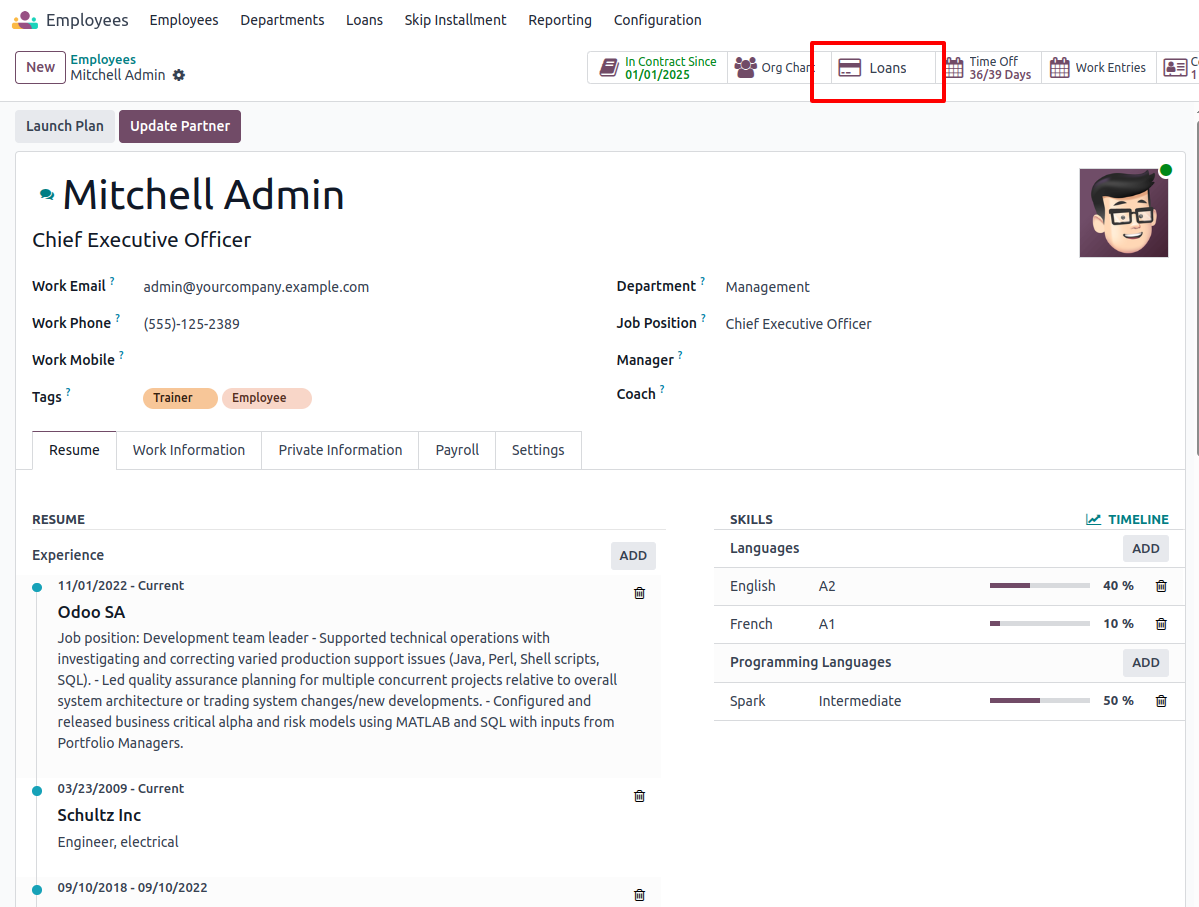 Employees Employees Departments Loans Skip Installment Reporting Configuration
New
Employees
Mitchell Admin
In Contract Since
01/01/2025
Org Chart
Loans
Time Off
36/39 Days
Work Entries
1
Launch Plan Update Partner
Mitchell Admin
Chief Executive Officer
Work Email ? admin@yourcompany.example.com
Work Phone ? (555)-125-2389
Work Mobile ?
Tags ? Trainer Employee
Department ? Management
Job Position ? Chief Executive Officer
Manager ?
Coach ?
Resume Work Information Private Information Payroll Settings
RESUME
Experience ADD
11/01/2022 - Current
Odoo SA
Job position: Development team leader - Supported technical operations with
investigating and correcting varied production support issues (Java, Perl, Shell scripts,
SQL). - Led quality assurance planning for multiple concurrent projects relative to overall
system architecture or trading system changes/new developments. - Configured and
released business critical alpha and risk models using MATLAB and SQL with inputs from
Portfolio Managers.
03/23/2009 - Current
Schultz Inc
Engineer, electrical
09/10/2018 - 09/10/2022
SKILLS TIMELINE
Languages ADD
English A2 40 %
French A1 10 %
Programming Languages ADD
Spark Intermediate 50 %